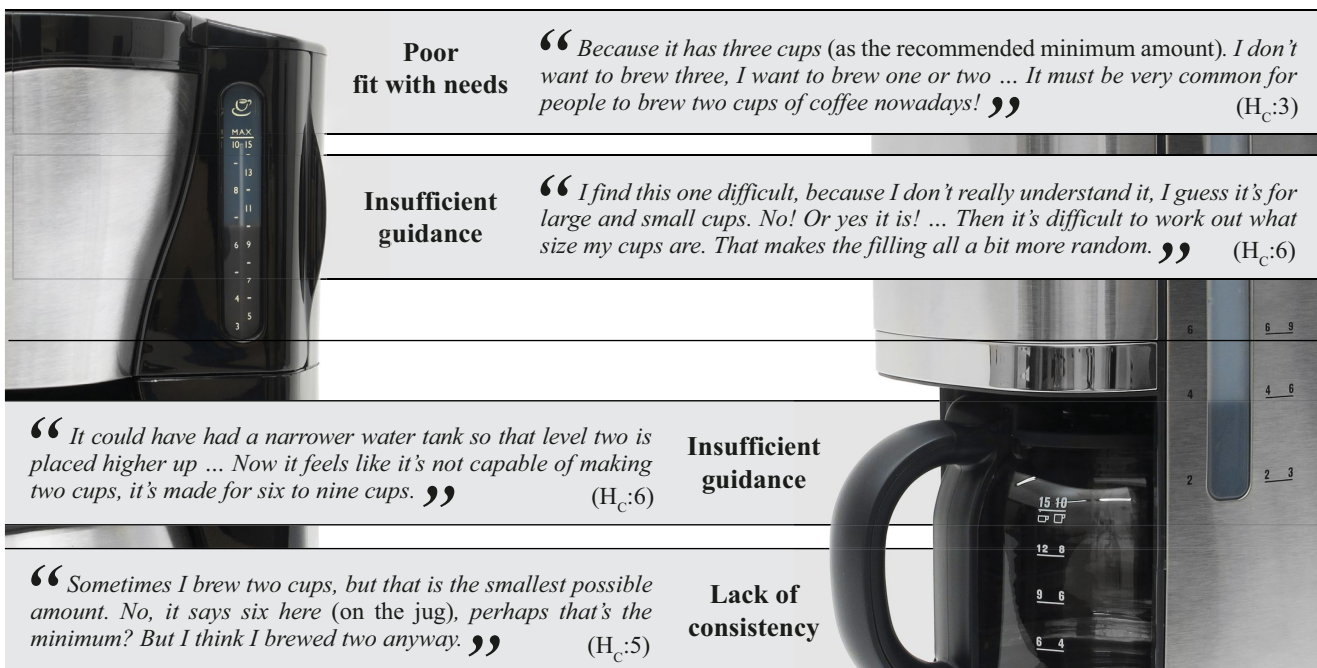 Poor
fit with needs
“ Because it has three cups (as the recommended minimum amount). I don’t
want to brew three, I want to brew one or two … It must be very common for
people to brew two cups of coffee nowadays! ” (H_C:3)
Insufficient
guidance
“ I find this one difficult, because I don’t really understand it, I guess it’s for
large and small cups. No! Or yes it is! … Then it’s difficult to work out what
size my cups are. That makes the filling all a bit more random. ” (H_C:6)
MAX
10 15
13
8 -
11
6 9
7
4 -
5
3
6 6 9
4 4 6
2 2 3
“ It could have had a narrower water tank so that level two is
placed higher up … Now it feels like it’s not capable of making
two cups, it’s made for six to nine cups. ” (H_C:6)
Insufficient
guidance
15 10
12 8
9 6
6 4
“ Sometimes I brew two cups, but that is the smallest possible
amount. No, it says six here (on the jug), perhaps that’s the
minimum? But I think I brewed two anyway. ” (H_C:5)
Lack of
consistency